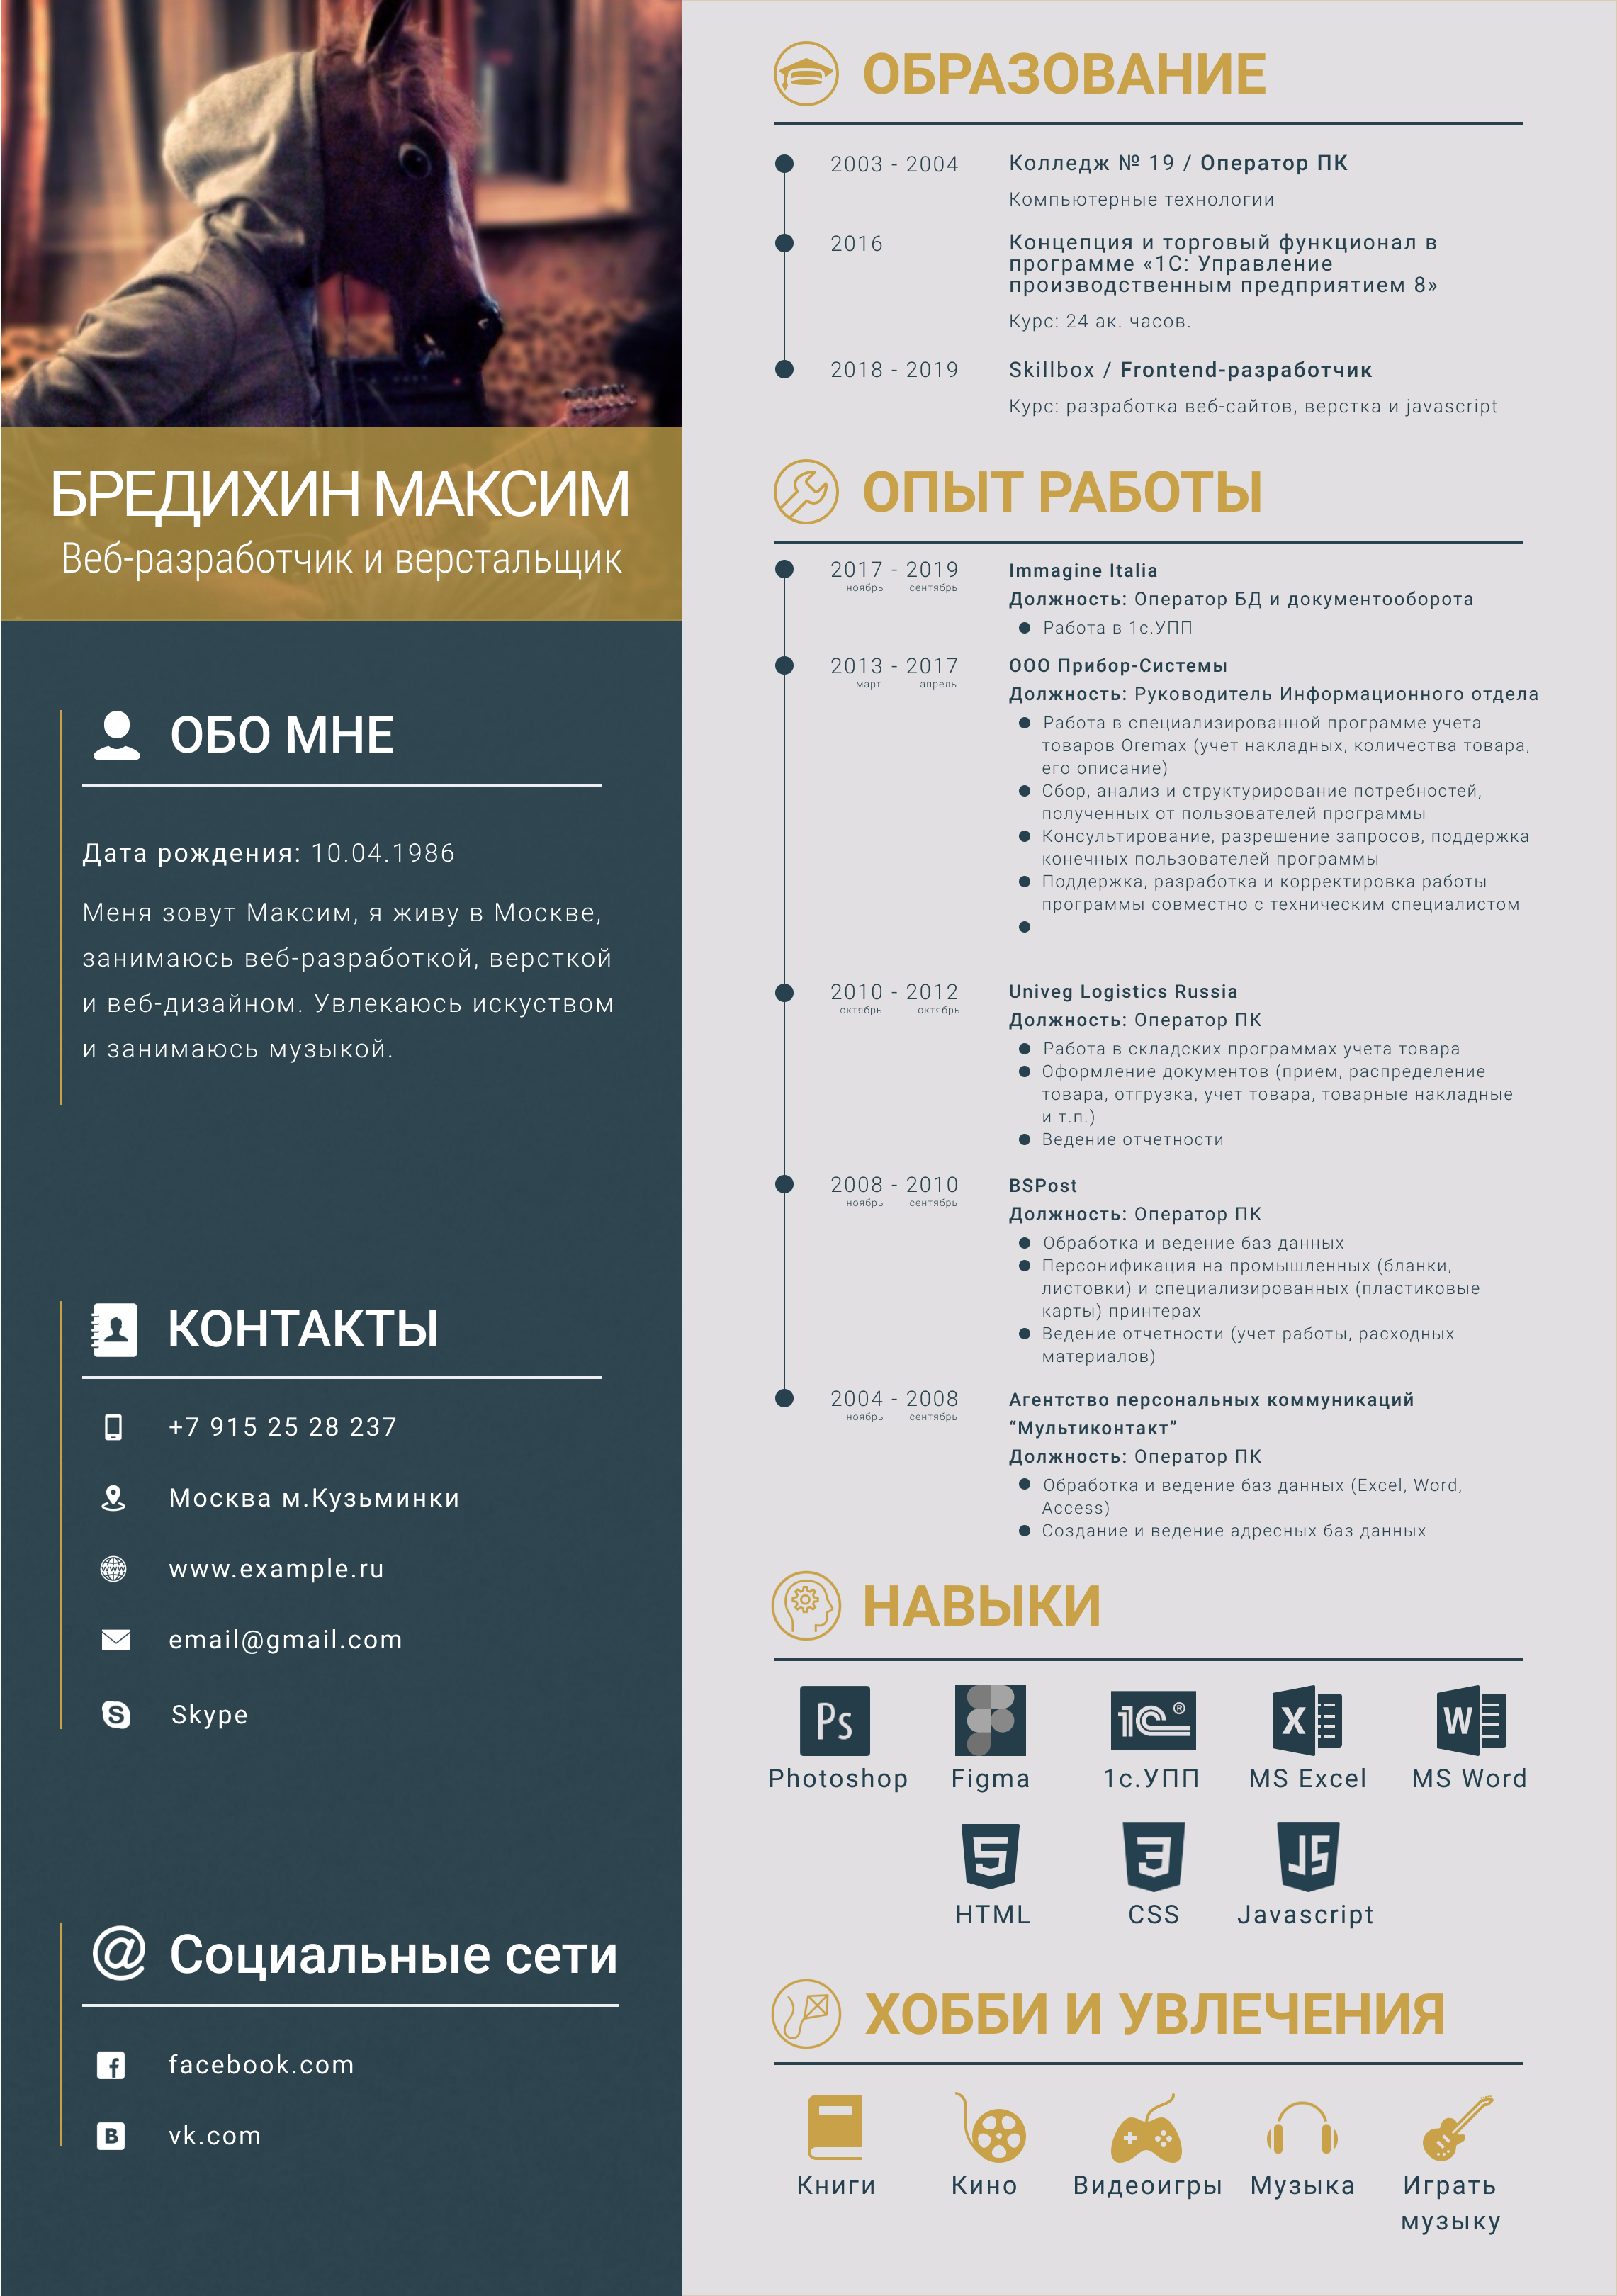 БРЕДИХИН МАКСИМ
Веб-разработчик и верстальщик
ОБО МНЕ
Дата рождения: 10.04.1986
Меня зовут Максим, я живу в Москве,
занимаюсь веб-разработкой, версткой
и веб-дизайном. Увлекаюсь искуством
и занимаюсь музыкой.
КОНТАКТЫ
+7 915 25 28 237
Москва м.Кузьминки
www.example.ru
email@gmail.com
Skype
Социальные сети
facebook.com
vk.com
ОБРАЗОВАНИЕ
2003 - 2004
Колледж № 19 / Оператор ПК
Компьютерные технологии
2016
Концепция и торговый функционал в
программе «1С: Управление
производственным предприятием 8»
Курс: 24 ак. часов.
2018 - 2019
Skillbox / Frontend-разработчик
Курс: разработка веб-сайтов, верстка и javascript
ОПЫТ РАБОТЫ
2017 - 2019
ноябрь сентябрь
Immagine Italia
Должность: Оператор БД и документооборота
Работа в 1с.УПП
2013 - 2017
март апрель
ООО Прибор-Системы
Должность: Руководитель Информационного отдела
Работа в специализированной программе учета
товаров Oremax (учет накладных, количества товара,
его описание)
Сбор, анализ и структурирование потребностей,
полученных от пользователей программы
Консультирование, разрешение запросов, поддержка
конечных пользователей программы
Поддержка, разработка и корректировка работы
программы совместно с техническим специалистом
2010 - 2012
октябрь октябрь
Univeg Logistics Russia
Должность: Оператор ПК
Работа в складских программах учета товара
Оформление документов (прием, распределение
товара, отгрузка, учет товара, товарные накладные
и т.п.)
Ведение отчетности
2008 - 2010
ноябрь сентябрь
BSPost
Должность: Оператор ПК
Обработка и ведение баз данных
Персонификация на промышленных (бланки,
листовки) и специализированных (пластиковые
карты) принтерах
Ведение отчетности (учет работы, расходных
материалов)
2004 - 2008
ноябрь сентябрь
Агентство персональных коммуникаций
“Мультиконтакт”
Должность: Оператор ПК
Обработка и ведение баз данных (Excel, Word,
Access)
Создание и ведение адресных баз данных
НАВЫКИ
Ps 1С® X W
Photoshop Figma 1с.УПП MS Excel MS Word
5 3 JS
HTML CSS Javascript
ХОББИ И УВЛЕЧЕНИЯ
Книги Кино Видеоигры Музыка Играть
музыку